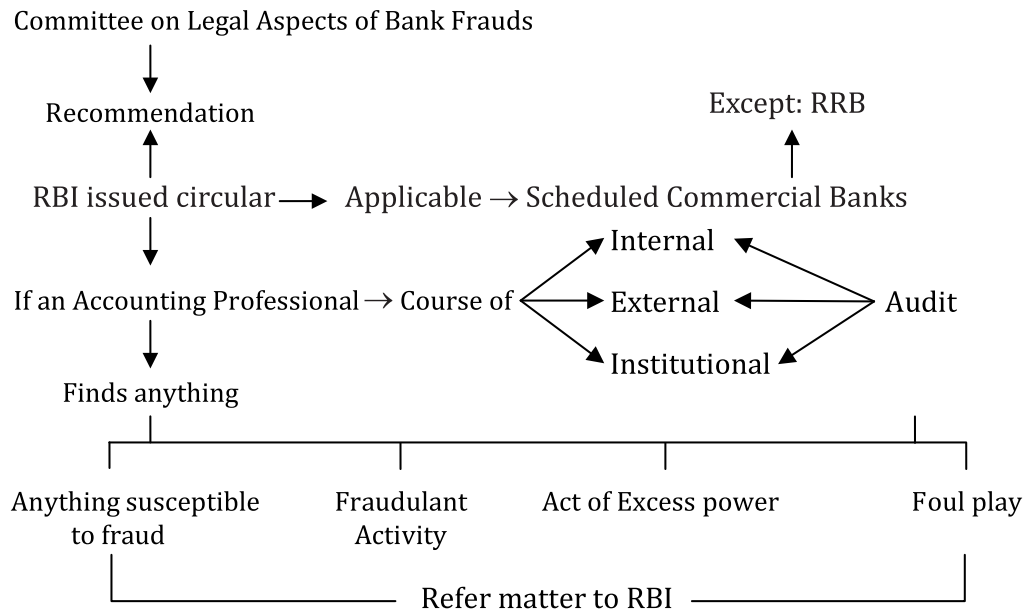 Committee on Legal Aspects of Bank Frauds
Recommendation
Except: RRB
RBI issued circular
Applicable → Scheduled Commercial Banks
Internal
If an Accounting Professional → Course of
External
Audit
Institutional
Finds anything
Anything susceptible
to fraud
Fraudulant
Activity
Act of Excess power
Foul play
Refer matter to RBI